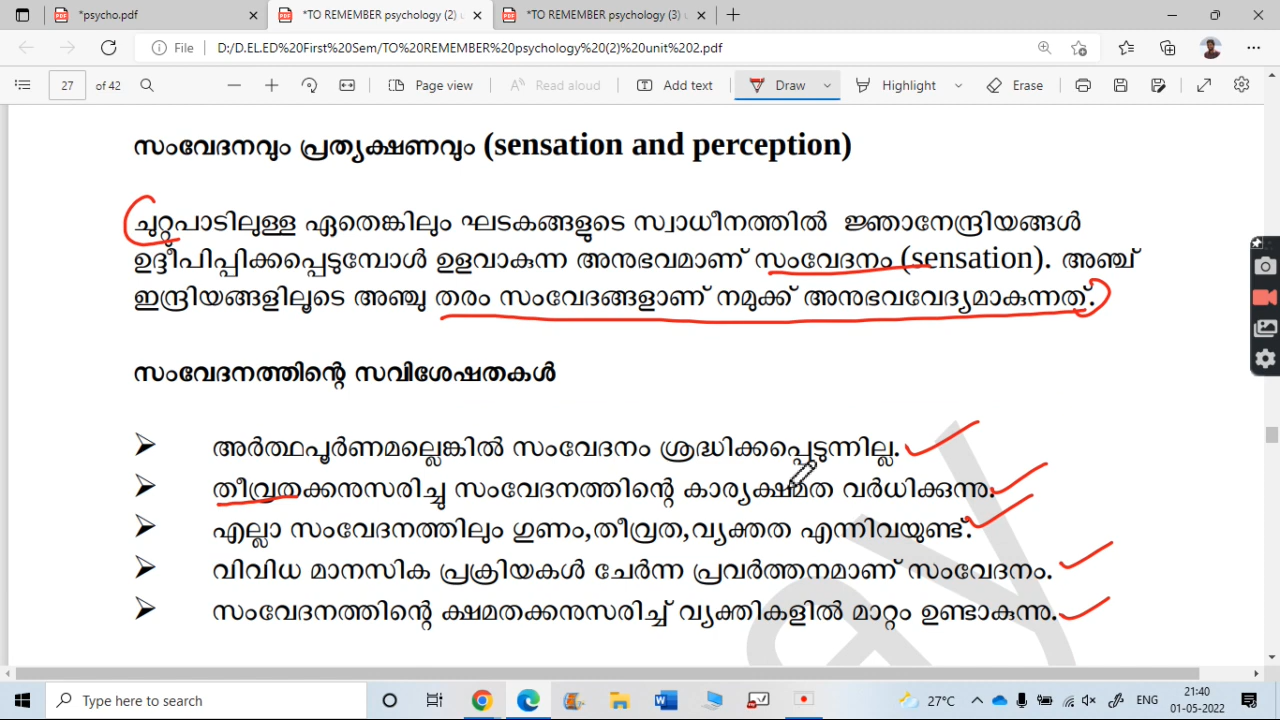 *psycho.pdf
*TO REMEMBER psychology (2) u
*TO REMEMBER psychology (3) u
File D:/D.EL.ED%20First%20Sem/TO%20REMEMBER%20psychology%20(2)%20unit%202.pdf
27 of 42 Page view Read aloud Add text Draw Highlight Erase
സംവേദനവും പ്രത്യക്ഷണവും (sensation and perception)
ചുറ്റുപാടിലുള്ള ഏതെങ്കിലും ഘടകങ്ങളുടെ സ്വാധീനത്തിൽ ജ്ഞാനേന്ദ്രിയങ്ങൾ
ഉദ്ദീപിപ്പിക്കപ്പെടുമ്പോൾ ഉളവാകുന്ന അനുഭവമാണ് സംവേദനം (sensation). അഞ്ച്
ഇന്ദ്രിയങ്ങളിലൂടെ അഞ്ചു തരം സംവേദങ്ങളാണ് നമുക്ക് അനുഭവവേദ്യമാകുന്നത്.
സംവേദനത്തിന്റെ സവിശേഷതകൾ
➢ അർത്ഥപൂർണമല്ലെങ്കിൽ സംവേദനം ശ്രദ്ധിക്കപ്പെടുന്നില്ല.
➢ തീവ്രതക്കനുസരിച്ചു സംവേദനത്തിന്റെ കാര്യക്ഷമത വർധിക്കുന്നു.
➢ എല്ലാ സംവേദനത്തിലും ഗുണം,തീവ്രത,വ്യക്തത എന്നിവയുണ്ട്.
➢ വിവിധ മാനസിക പ്രക്രിയകൾ ചേർന്ന പ്രവർത്തനമാണ് സംവേദനം.
➢ സംവേദനത്തിന്റെ ക്ഷമതക്കനുസരിച്ച് വ്യക്തികളിൽ മാറ്റം ഉണ്ടാകുന്നു.
Type here to search
27°C
ENG
21:40
01-05-2022